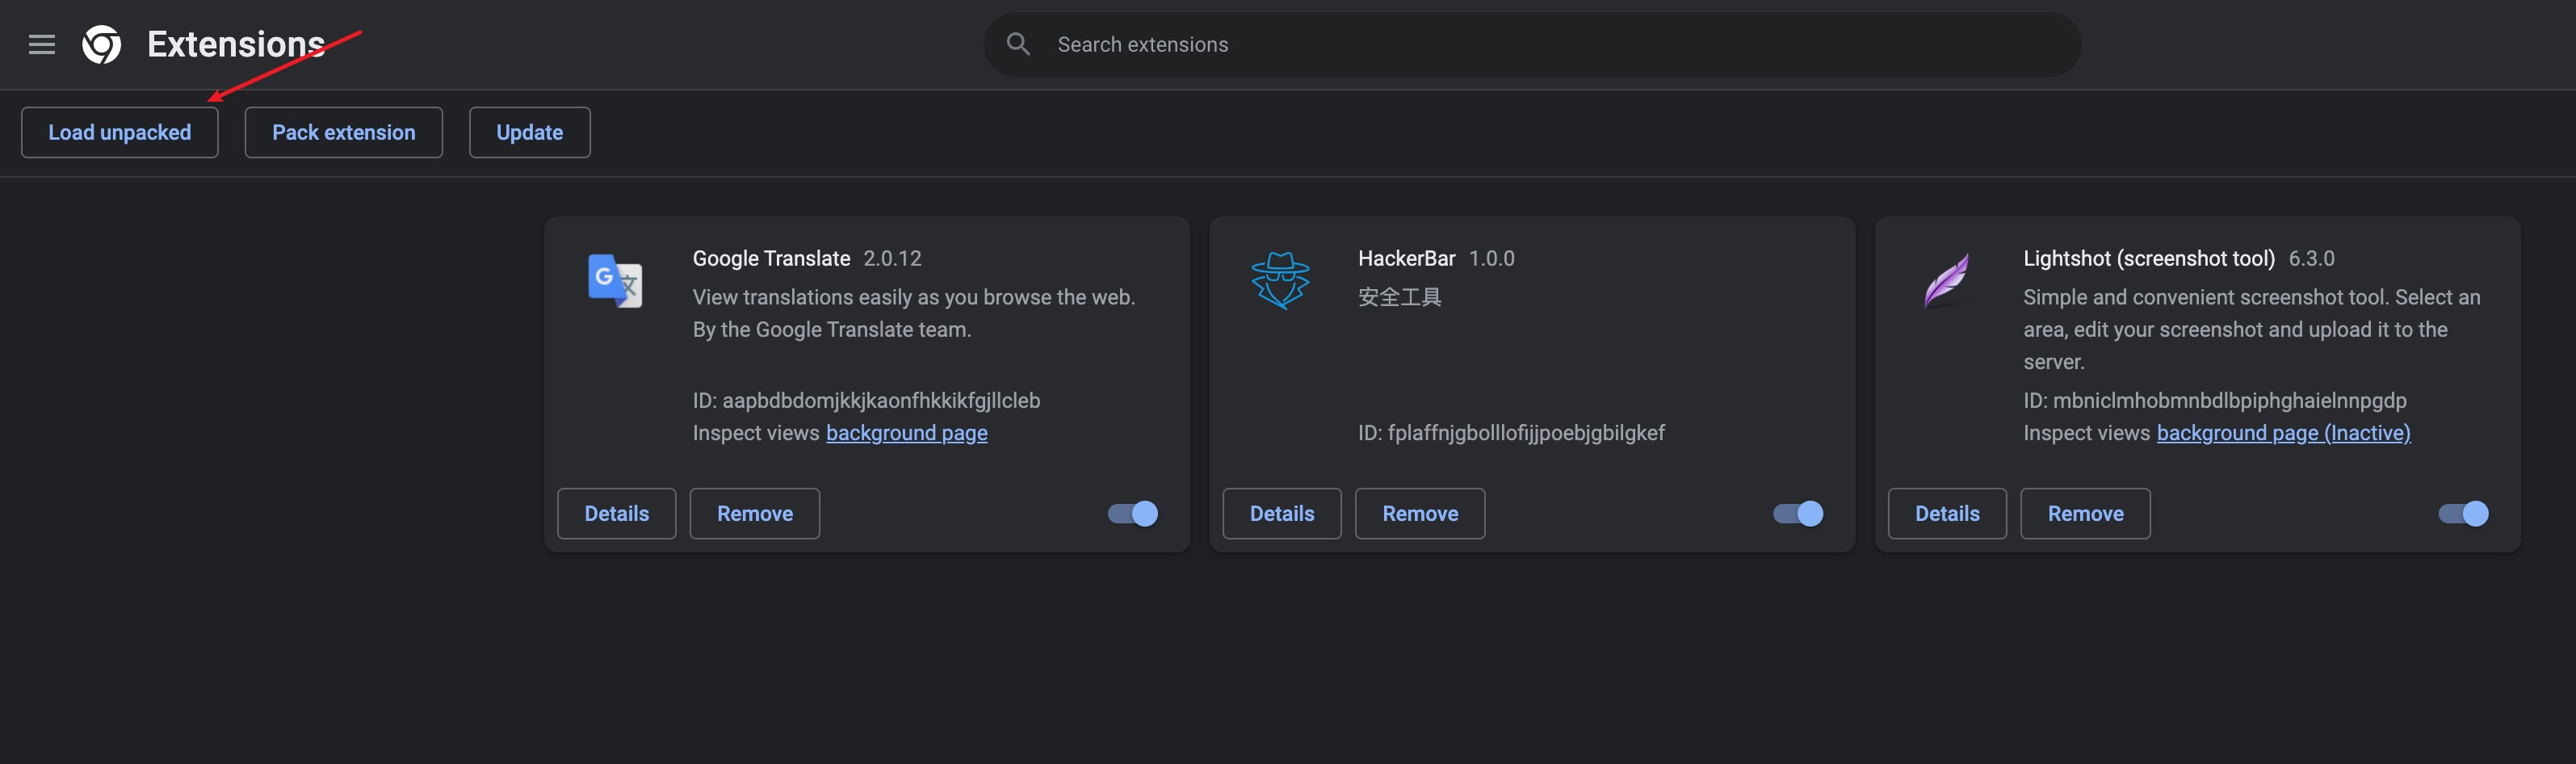 Extensions
Search extensions
Load unpacked
Pack extension
Update
Google Translate 2.0.12
View translations easily as you browse the web.
By the Google Translate team.
ID: aapbdbdomjkkjkaonfhkkikfgjllcleb
Inspect views background page
Details
Remove
HackerBar 1.0.0
安全工具
ID: fplaffnjgbolllofijjpoebjgbilgkef
Details
Remove
Lightshot (screenshot tool) 6.3.0
Simple and convenient screenshot tool. Select an
area, edit your screenshot and upload it to the
server.
ID: mbniclmhobmnbdlbpiphghaielnnpgdp
Inspect views background page (Inactive)
Details
Remove